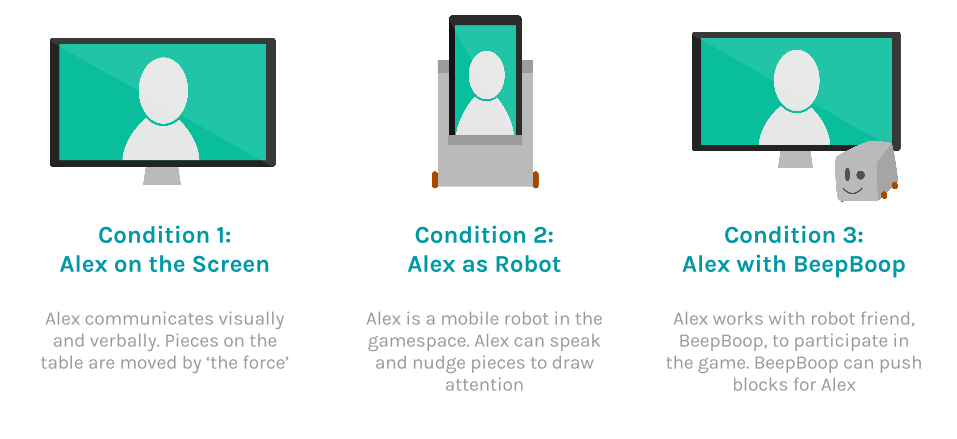 Condition 1:
Alex on the Screen
Alex communicates visually
and verbally. Pieces on the
table are moved by ‘the force’
Condition 2:
Alex as Robot
Alex is a mobile robot in the
gamespace. Alex can speak
and nudge pieces to draw
attention
Condition 3:
Alex with BeepBoop
Alex works with robot friend,
BeepBoop, to participate in
the game. BeepBoop can push
blocks for Alex